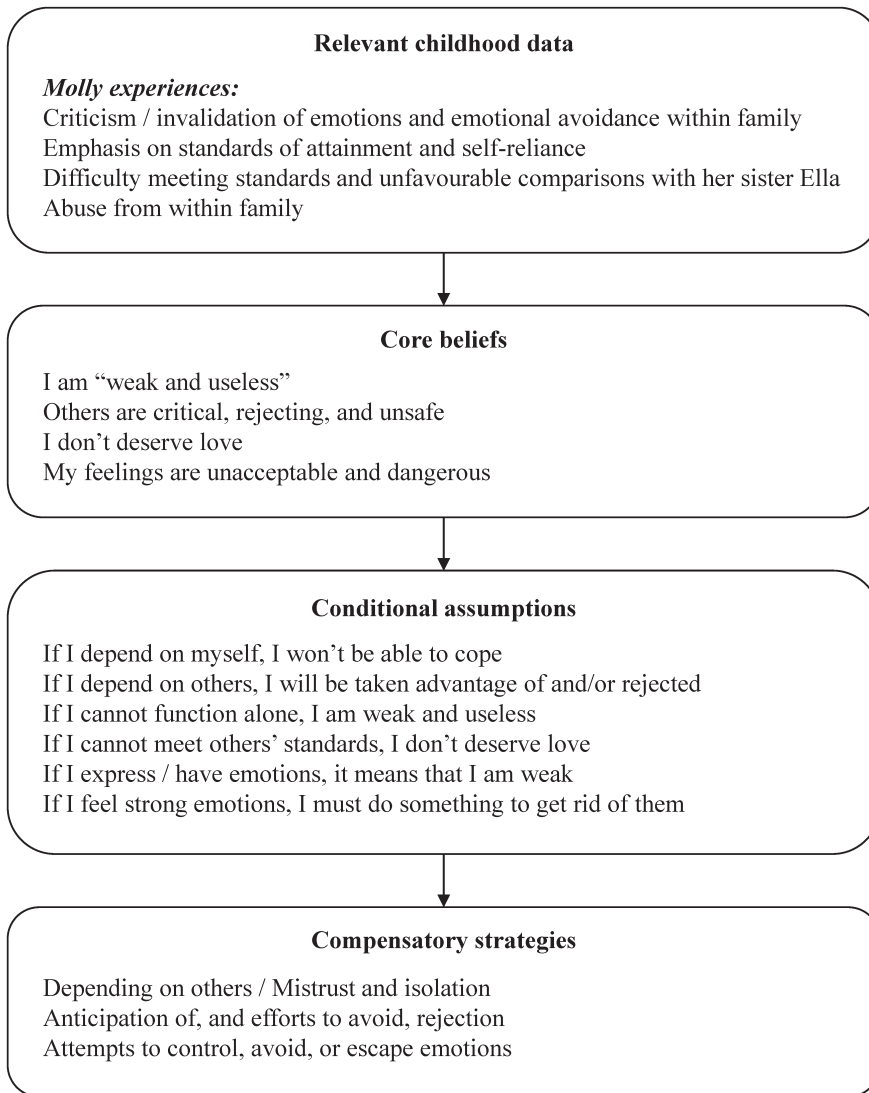 Relevant childhood data
Molly experiences:
Criticism / invalidation of emotions and emotional avoidance within family
Emphasis on standards of attainment and self-reliance
Difficulty meeting standards and unfavourable comparisons with her sister Ella
Abuse from within family
Core beliefs
I am “weak and useless”
Others are critical, rejecting, and unsafe
I don’t deserve love
My feelings are unacceptable and dangerous
Conditional assumptions
If I depend on myself, I won’t be able to cope
If I depend on others, I will be taken advantage of and/or rejected
If I cannot function alone, I am weak and useless
If I cannot meet others’ standards, I don’t deserve love
If I express / have emotions, it means that I am weak
If I feel strong emotions, I must do something to get rid of them
Compensatory strategies
Depending on others / Mistrust and isolation
Anticipation of, and efforts to avoid, rejection
Attempts to control, avoid, or escape emotions